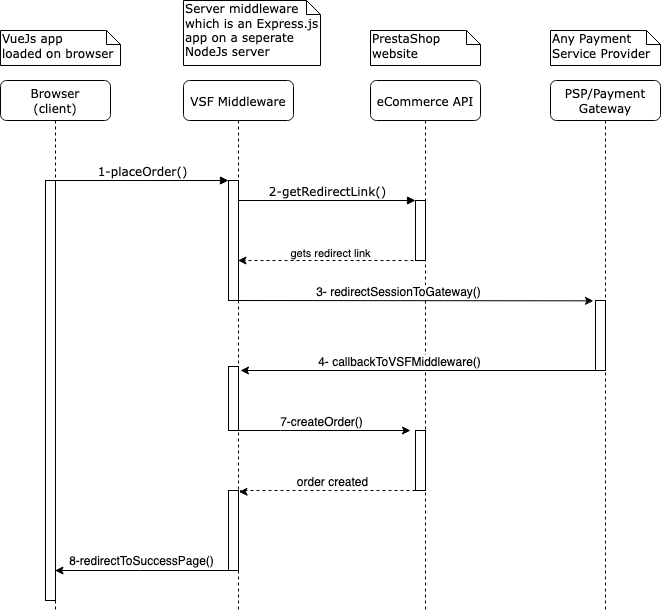 VueJs app
loaded on browser
Server middleware
which is an Express.js
app on a seperate
NodeJs server
PrestaShop
website
Any Payment
Service Provider
Browser
(client)
VSF Middleware
eCommerce API
PSP/Payment
Gateway
1-placeOrder()
2-getRedirectLink()
gets redirect link
3- redirectSessionToGateway()
4- callbackToVSFMiddleware()
7-createOrder()
order created
8-redirectToSuccessPage()